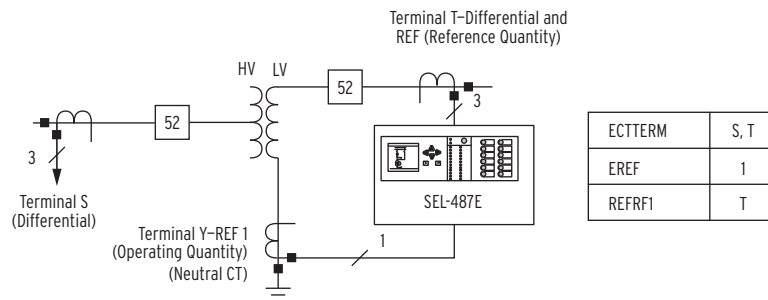 Terminal T–Differential and
REF (Reference Quantity)
HV LV
52
3
52
3
Terminal S
(Differential)
SEL-487E
Terminal Y–REF 1
(Operating Quantity)
(Neutral CT)
1
ECTTERM S, T
EREF 1
REFRF1 T